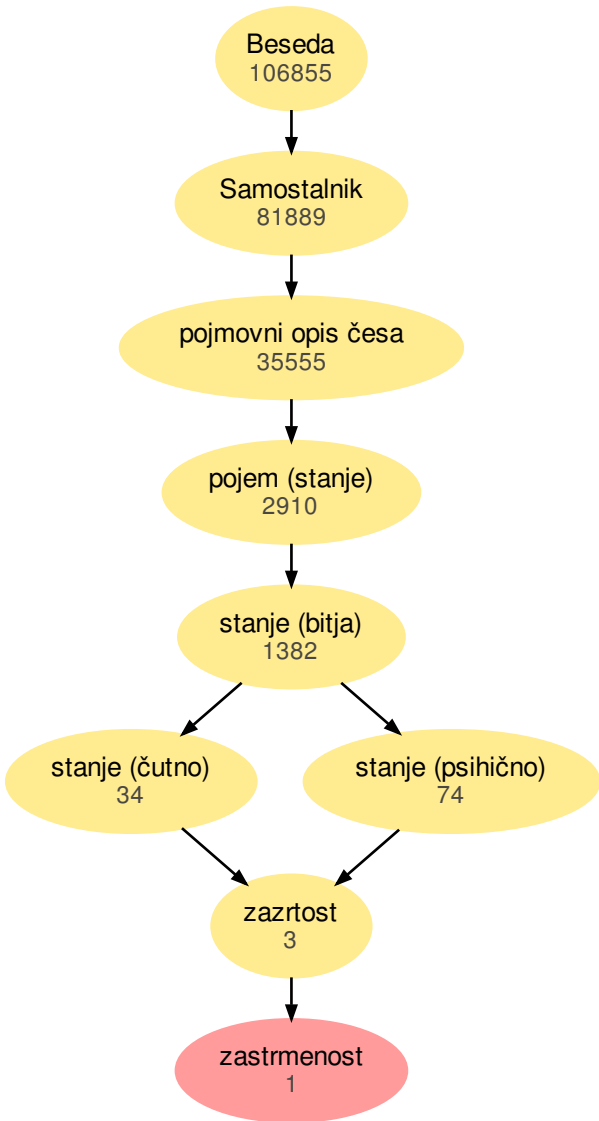 Beseda
106855
Samostalnik
81889
pojmovni opis česa
35555
pojem (stanje)
2910
stanje (bitja)
1382
stanje (čutno)
34
stanje (psihično)
74
zazrtost
3
zastrmenost
1